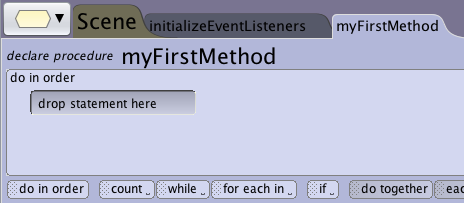 Scene initializeEventListeners myFirstMethod
declare procedure myFirstMethod
do in order
drop statement here
do in order count while for each in if do together eac